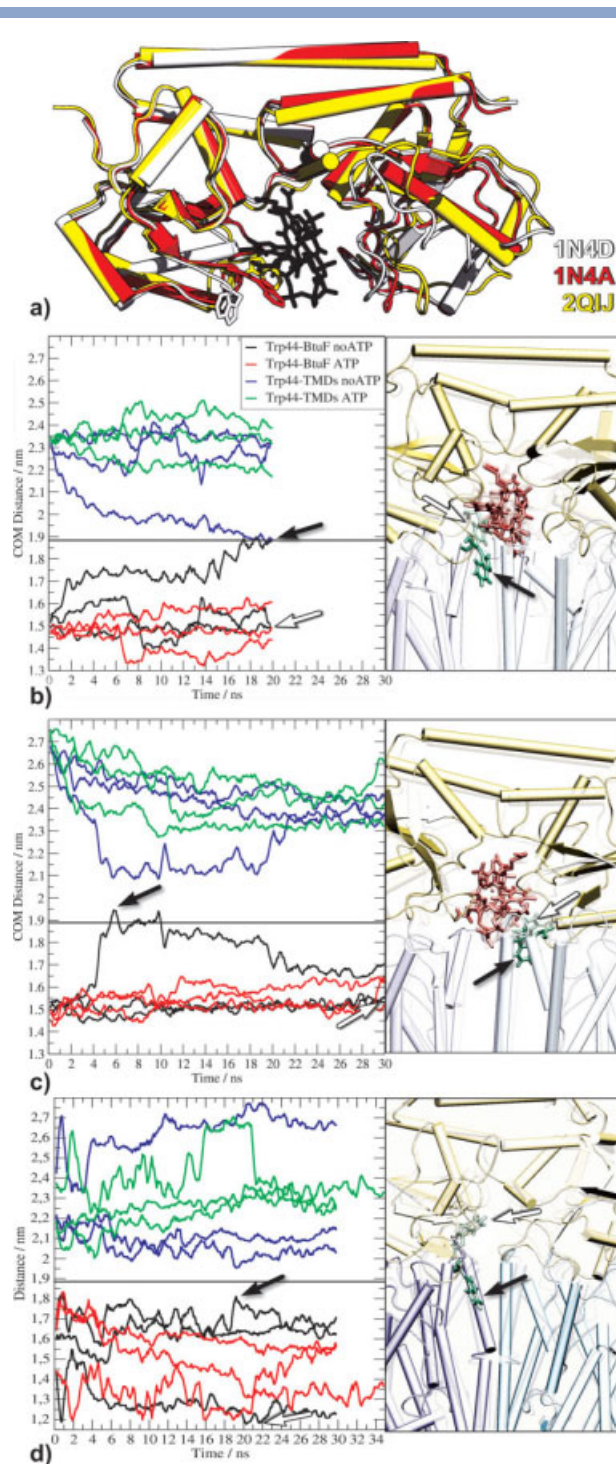 1N4D
1N4A
2QIJ
a)
2.7
2.6
2.5
2.4
2.3
2.2
2.1
2
1.9
1.8
1.7
1.6
1.5
1.4
1.3
COM Distance / nm
Trp44-BtuF noATP
Trp44-BtuF ATP
Trp44-TMDs noATP
Trp44-TMDs ATP
0 2 4 6 8 10 12 14 16 18 20 22 24 26 28 30
Time / ns
b)
2.7
2.6
2.5
2.4
2.3
2.2
2.1
2
1.9
1.8
1.7
1.6
1.5
1.4
1.3
COM Distance / nm
0 2 4 6 8 10 12 14 16 18 20 22 24 26 28 30
Time / ns
c)
2.7
2.6
2.5
2.4
2.3
2.2
2.1
2
1.9
1.8
1.7
1.6
1.5
1.4
1.3
1.2
Distance / nm
0 2 4 6 8 10 12 14 16 18 20 22 24 26 28 30 32 34
Time / ns
d)